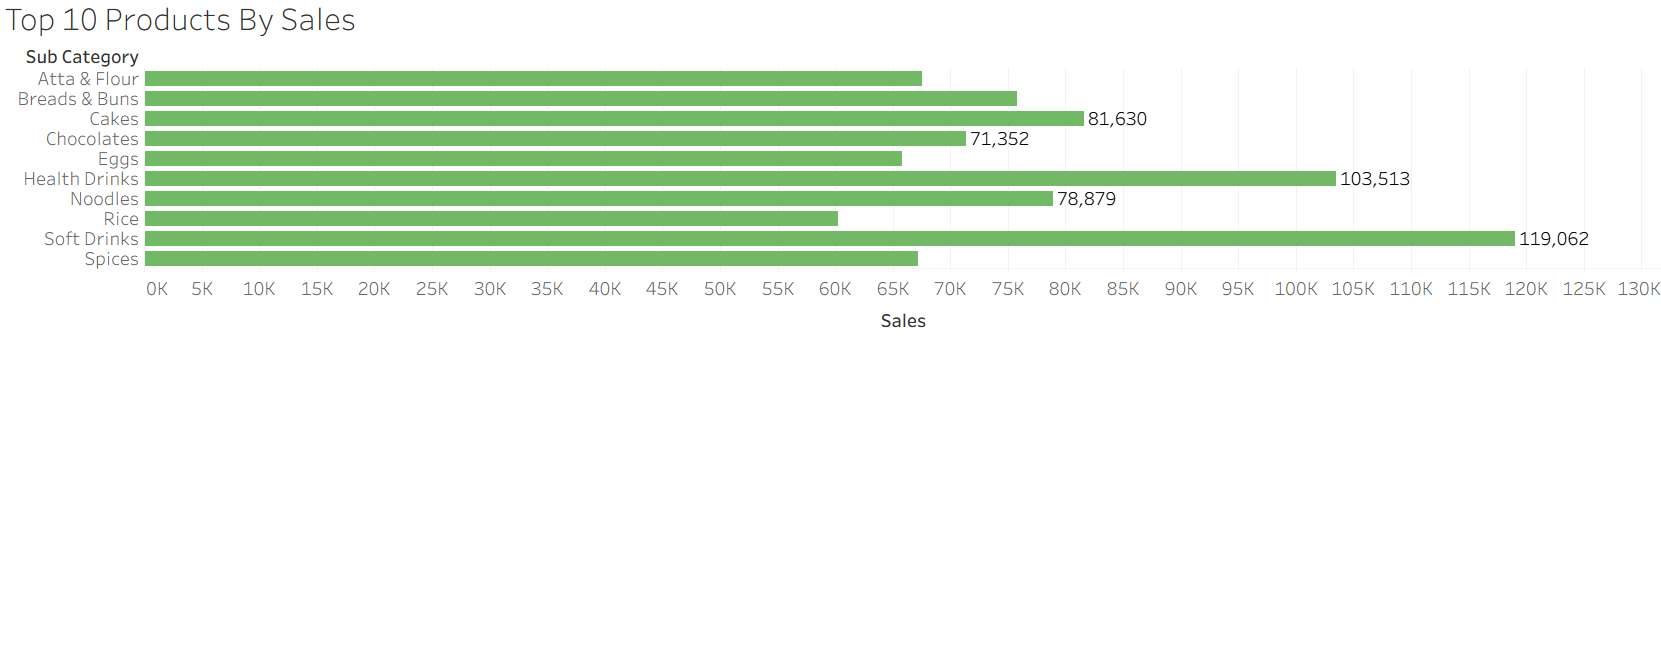 Top 10 Products By Sales
Sub Category
Atta & Flour
Breads & Buns
Cakes 81,630
Chocolates 71,352
Eggs
Health Drinks 103,513
Noodles 78,879
Rice
Soft Drinks 119,062
Spices
0K 5K 10K 15K 20K 25K 30K 35K 40K 45K 50K 55K 60K 65K 70K 75K 80K 85K 90K 95K 100K 105K 110K 115K 120K 125K 130K
Sales